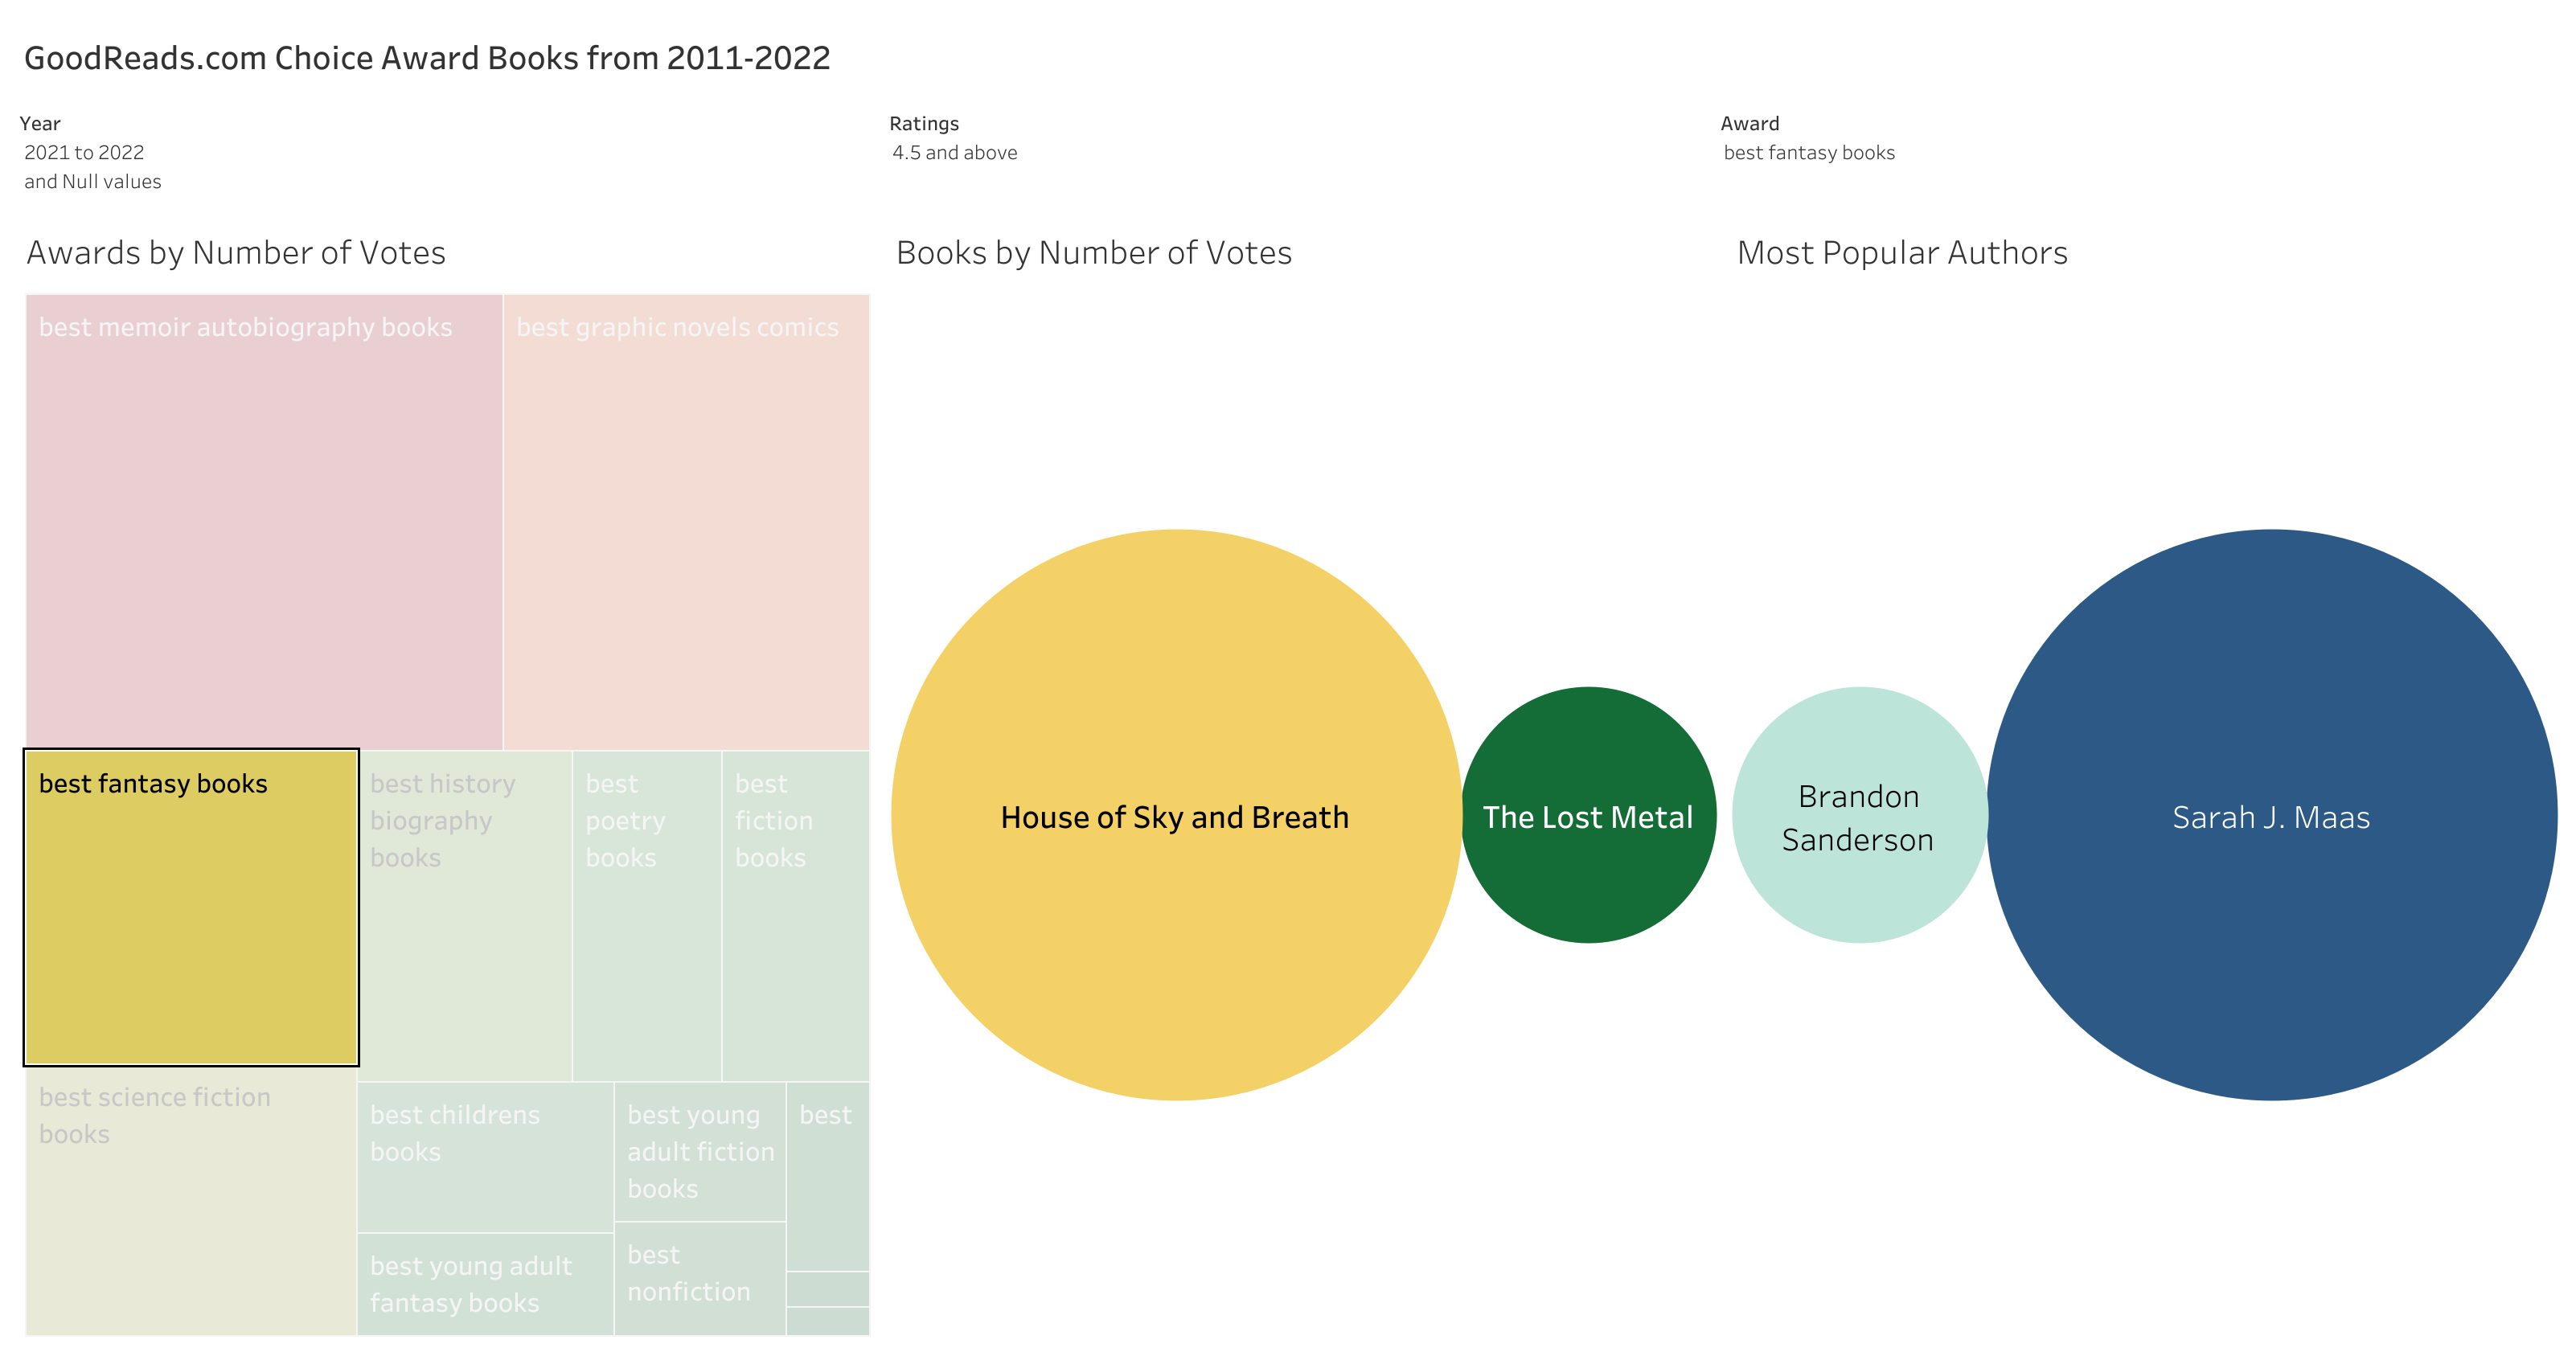 GoodReads.com Choice Award Books from 2011-2022
Year
2021 to 2022
and Null values
Ratings
4.5 and above
Award
best fantasy books
Awards by Number of Votes
best memoir autobiography books
best graphic novels comics
best fantasy books
best history
biography
books
best
poetry
books
best
fiction
books
best science fiction
books
best childrens
books
best young adult
fantasy books
best young
adult fiction
books
best
nonfiction
best
Books by Number of Votes
House of Sky and Breath
The Lost Metal
Most Popular Authors
Brandon
Sanderson
Sarah J. Maas